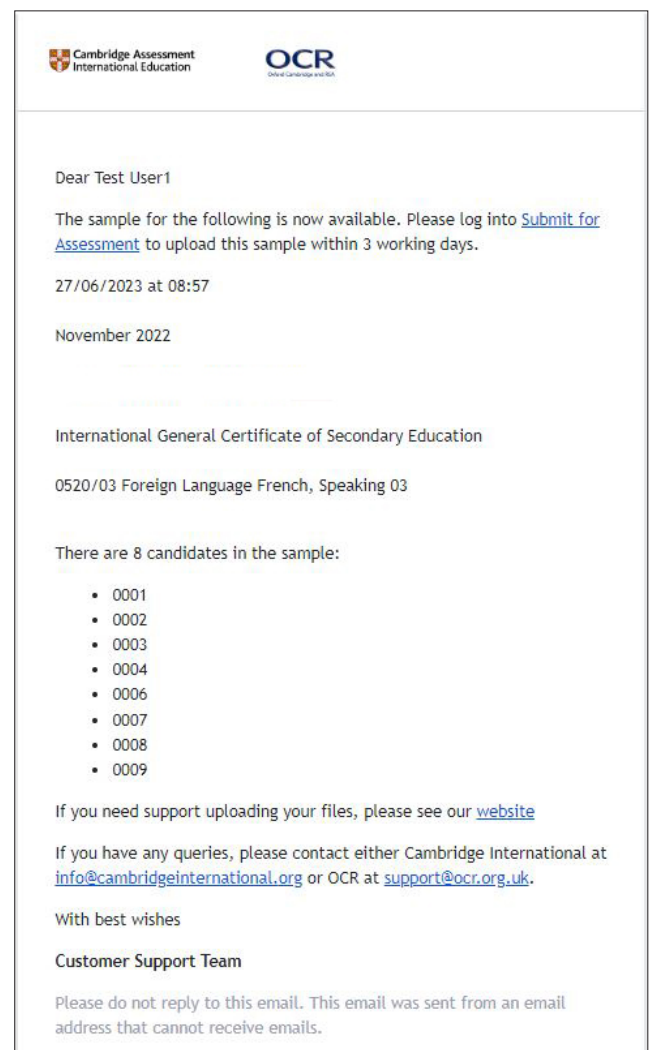 Cambridge Assessment
International Education
OCR
Oxford Cambridge and RSA
Dear Test User1
The sample for the following is now available. Please log into Submit for
Assessment to upload this sample within 3 working days.
27/06/2023 at 08:57
November 2022
International General Certificate of Secondary Education
0520/03 Foreign Language French, Speaking 03
There are 8 candidates in the sample:
• 0001
• 0002
• 0003
• 0004
• 0006
• 0007
• 0008
• 0009
If you need support uploading your files, please see our website
If you have any queries, please contact either Cambridge International at
info@cambridgeinternational.org or OCR at support@ocr.org.uk.
With best wishes
Customer Support Team
Please do not reply to this email. This email was sent from an email
address that cannot receive emails.